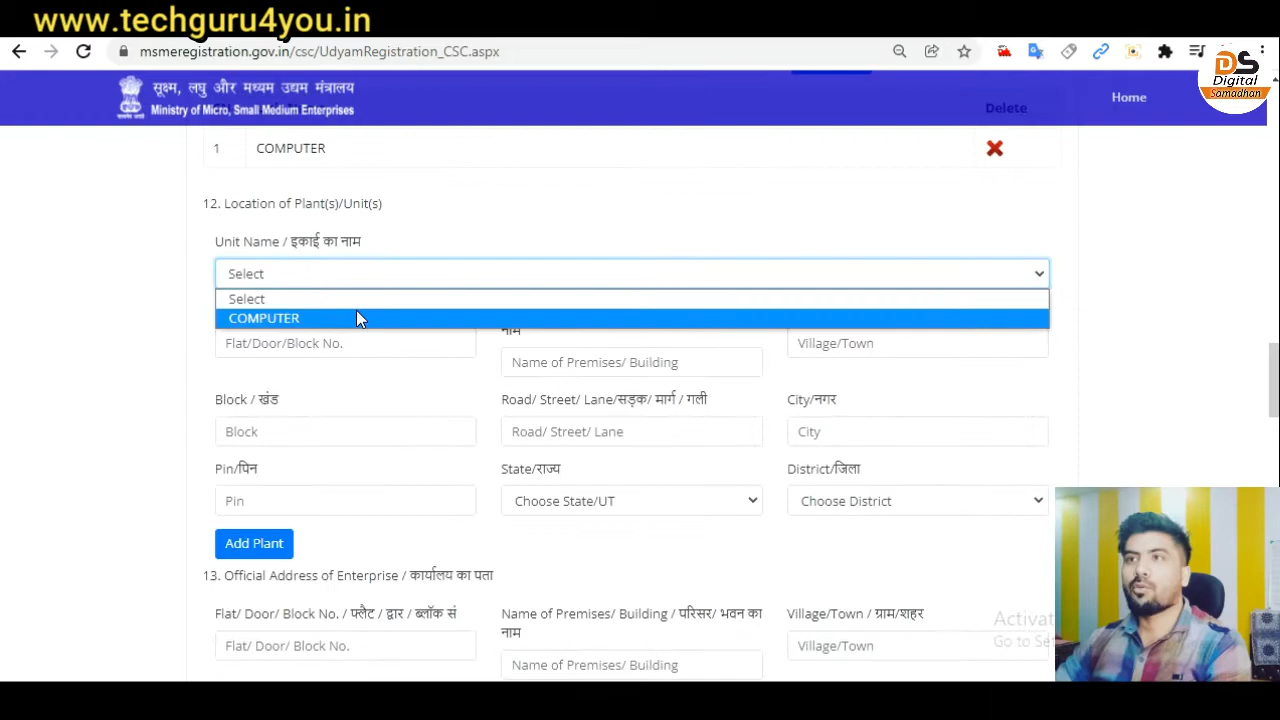 www.techguru4you.in
msmeregistration.gov.in/csc/UdyamRegistration_CSC.aspx
DS
Digital
Samadhan
सूक्ष्म, लघु और मध्यम उद्यम मंत्रालय
Ministry of Micro, Small Medium Enterprises
Home
Delete
1 COMPUTER
12. Location of Plant(s)/Unit(s)
Unit Name / इकाई का नाम
Select
Select
COMPUTER
नाम
Flat/Door/Block No. Name of Premises/ Building Village/Town
Block / खंड Road/ Street/ Lane/सड़क/ मार्ग / गली City/नगर
Block Road/ Street/ Lane City
Pin/पिन State/राज्य District/जिला
Pin Choose State/UT Choose District
Add Plant
13. Official Address of Enterprise / कार्यालय का पता
Flat/ Door/ Block No. / फ्लैट / द्वार / ब्लॉक सं Name of Premises/ Building / परिसर/ भवन का नाम Village/Town / ग्राम/शहर
Flat/ Door/ Block No. Name of Premises/ Building Village/Town